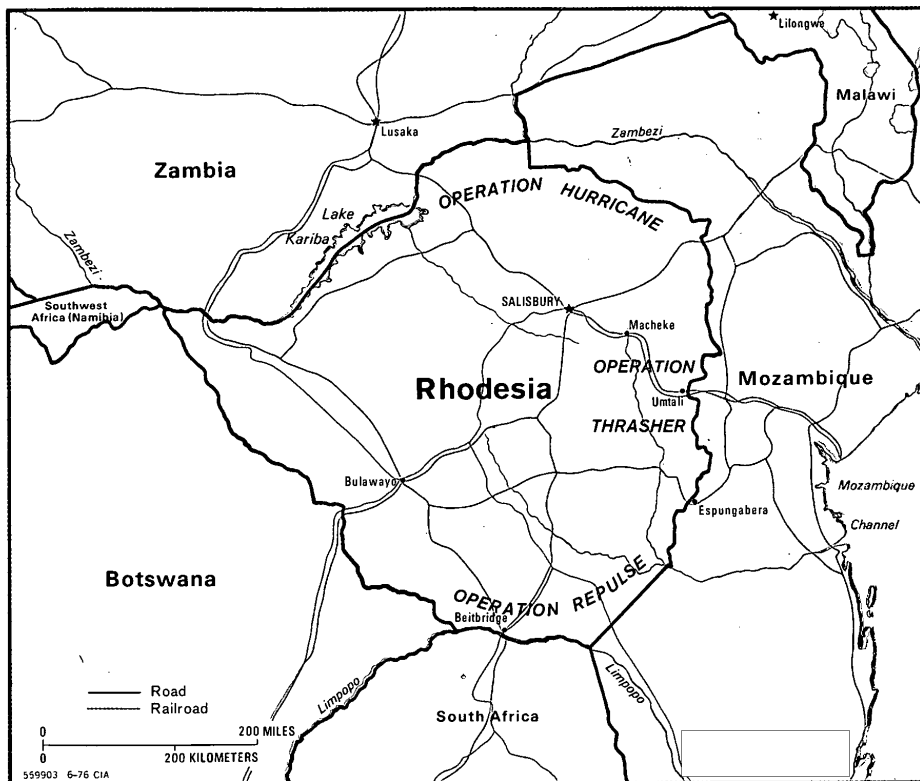 Lilongwe
Malawi
Lusaka
Zambezi
Zambia
OPERATION HURRICANE
Lake
Kariba
Zambezi
Southwest
Africa (Namibia)
SALISBURY
Macheke
OPERATION
Mozambique
Rhodesia
Umtali
THRASHER
Bulawayo
Mozambique
Espungabera
Channel
Botswana
OPERATION REPULSE
Beitbridge
Limpopo
Limpopo
Road
Railroad
South Africa
0 200 MILES
0 200 KILOMETERS
559903 6-76 CIA